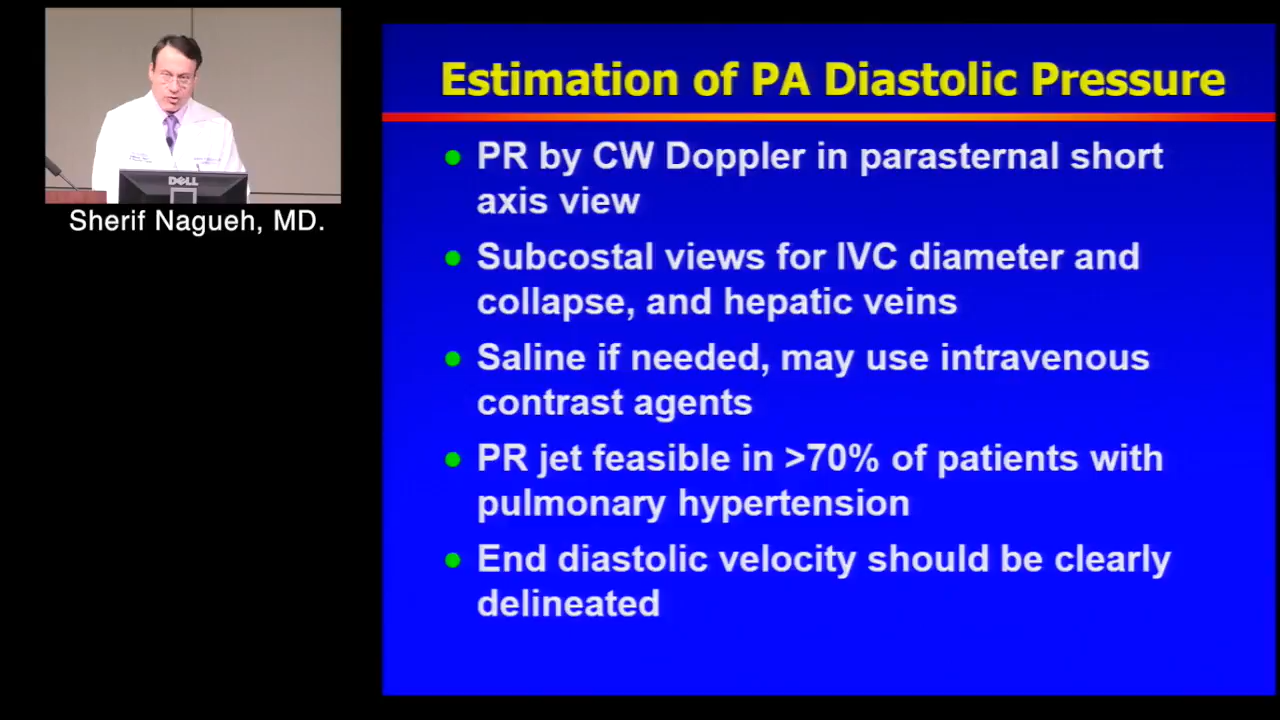 DELL
Sherif Nagueh, MD.
Estimation of PA Diastolic Pressure
PR by CW Doppler in parasternal short
axis view
Subcostal views for IVC diameter and
collapse, and hepatic veins
Saline if needed, may use intravenous
contrast agents
PR jet feasible in >70% of patients with
pulmonary hypertension
End diastolic velocity should be clearly
delineated